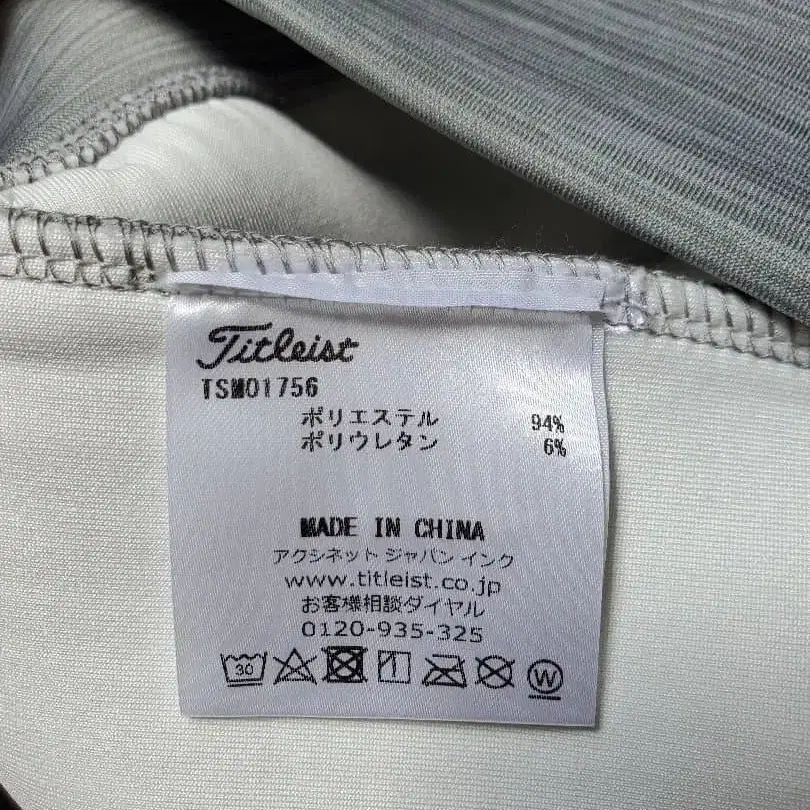 Titleist
TSM01756
ポリエステル 94%
ポリウレタン 6%
MADE IN CHINA
アクシネット ジャパン インク
www.titleist.co.jp
お客様相談ダイヤル
0120-935-325
30 W